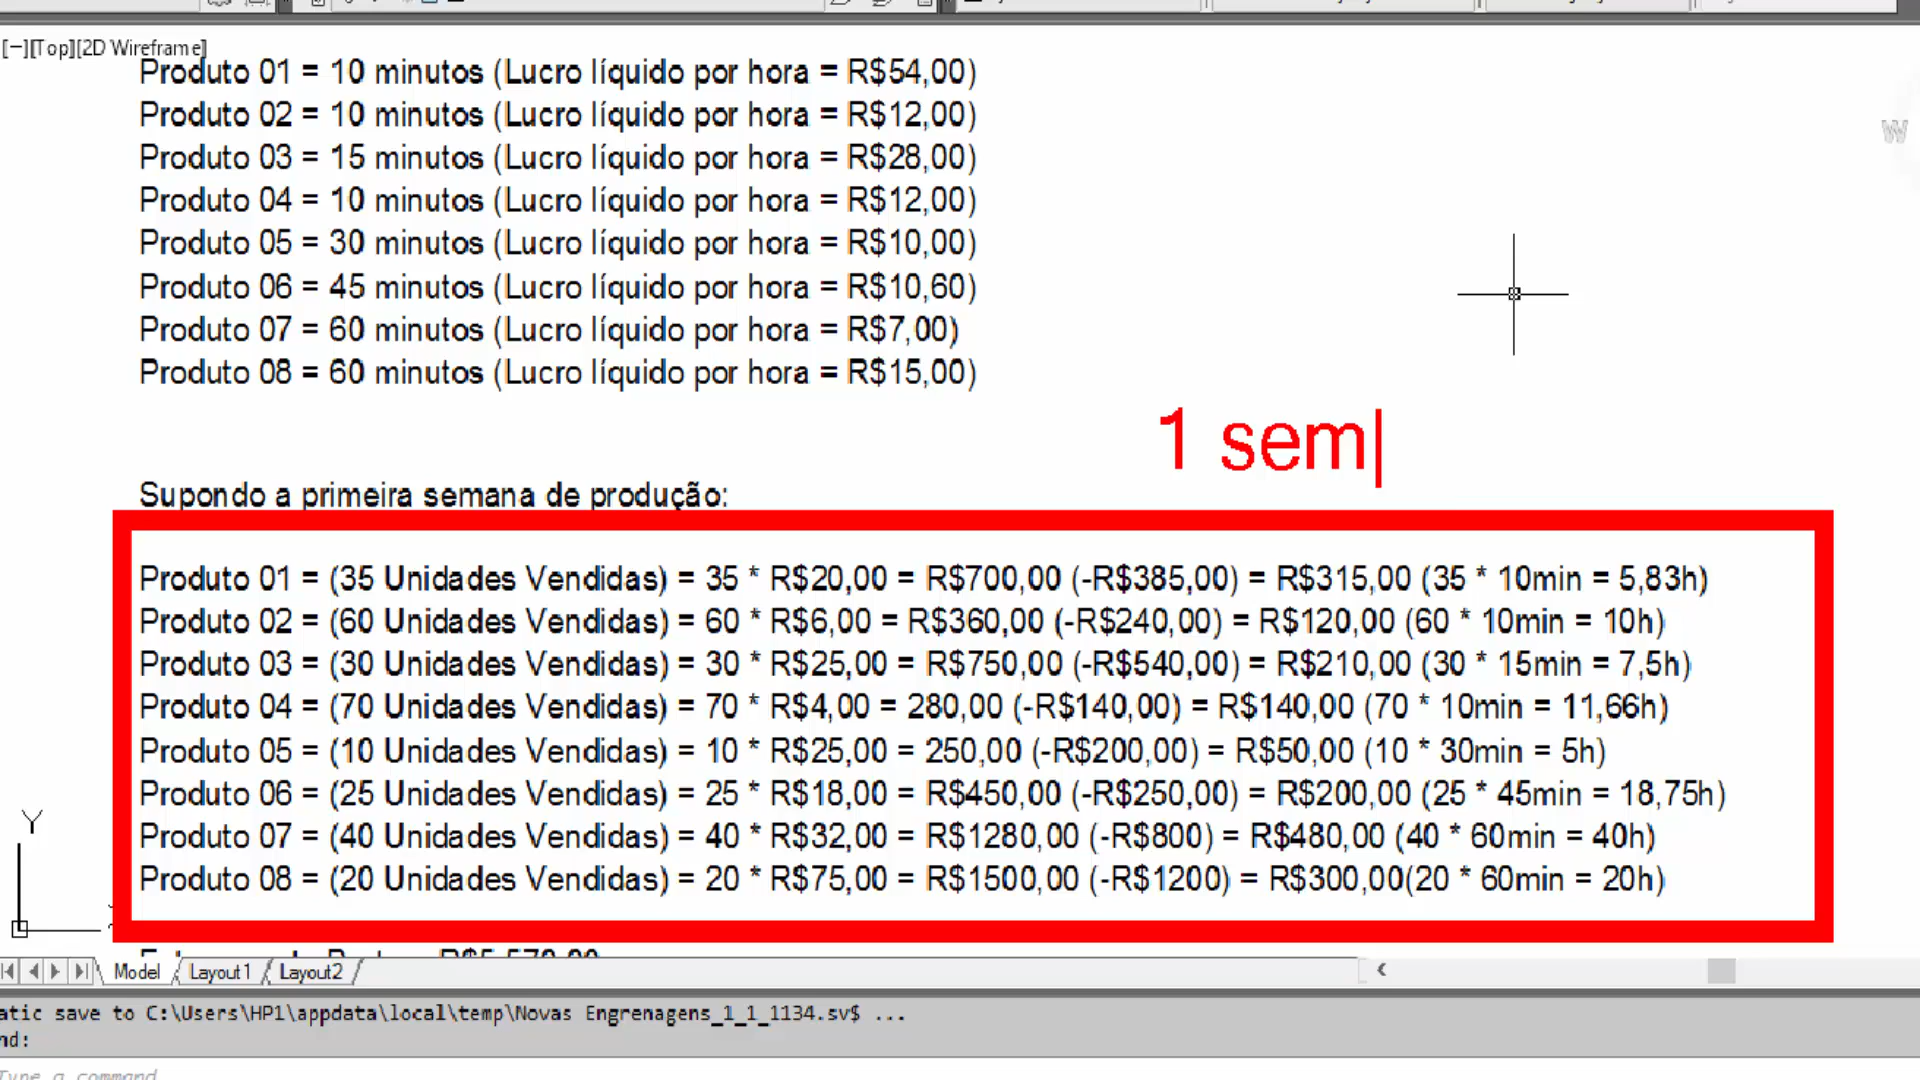 [−][Top][2D Wireframe]
Produto 01 = 10 minutos (Lucro líquido por hora = R$54,00)
Produto 02 = 10 minutos (Lucro líquido por hora = R$12,00)
Produto 03 = 15 minutos (Lucro líquido por hora = R$28,00)
W
Produto 04 = 10 minutos (Lucro líquido por hora = R$12,00)
Produto 05 = 30 minutos (Lucro líquido por hora = R$10,00)
Produto 06 = 45 minutos (Lucro líquido por hora = R$10,60)
Produto 07 = 60 minutos (Lucro líquido por hora = R$7,00)
Produto 08 = 60 minutos (Lucro líquido por hora = R$15,00)
1 sem
Supondo a primeira semana de produção:
Produto 01 = (35 Unidades Vendidas) = 35 * R$20,00 = R$700,00 (-R$385,00) = R$315,00 (35 * 10min = 5,83h)
Produto 02 = (60 Unidades Vendidas) = 60 * R$6,00 = R$360,00 (-R$240,00) = R$120,00 (60 * 10min = 10h)
Produto 03 = (30 Unidades Vendidas) = 30 * R$25,00 = R$750,00 (-R$540,00) = R$210,00 (30 * 15min = 7,5h)
Produto 04 = (70 Unidades Vendidas) = 70 * R$4,00 = 280,00 (-R$140,00) = R$140,00 (70 * 10min = 11,66h)
Produto 05 = (10 Unidades Vendidas) = 10 * R$25,00 = 250,00 (-R$200,00) = R$50,00 (10 * 30min = 5h)
Produto 06 = (25 Unidades Vendidas) = 25 * R$18,00 = R$450,00 (-R$250,00) = R$200,00 (25 * 45min = 18,75h)
Produto 07 = (40 Unidades Vendidas) = 40 * R$32,00 = R$1280,00 (-R$800) = R$480,00 (40 * 60min = 40h)
Produto 08 = (20 Unidades Vendidas) = 20 * R$75,00 = R$1500,00 (-R$1200) = R$300,00(20 * 60min = 20h)
Y
Model
Layout1
Layout2
atic save to C:\Users\HP1\appdata\local\temp\Novas Engrenagens_1_1_1134.sv$ ...
nd:
Type a command